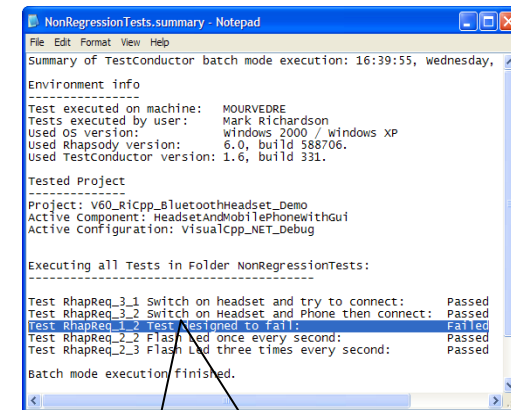 NonRegressionTests.summary - Notepad
File Edit Format View Help
Summary of TestConductor batch mode execution: 16:39:55, Wednesday,
Environment info
----------------
Test executed on machine: MOURVEDRE
Tests executed by user: Mark Richardson
Used OS version: Windows 2000 / Windows XP
Used Rhapsody version: 6.0, build 588706.
Used TestConductor version: 1.6, build 331.
Tested Project
--------------
Project: V60_RiCpp_BluetoothHeadset_Demo
Active Component: HeadsetAndMobilePhoneWithGui
Active Configuration: VisualCpp_NET_Debug
Executing all Tests in Folder NonRegressionTests:
-------------------------------------
Test RhapReq_3_1 Switch on headset and try to connect: Passed
Test RhapReq_3_2 Switch on Headset and Phone then connect: Passed
Test RhapReq_1_2 Test designed to fail: Failed
Test RhapReq_2_2 Flash Led once every second: Passed
Test RhapReq_2_3 Flash Led three times every second: Passed
Batch mode execution finished.